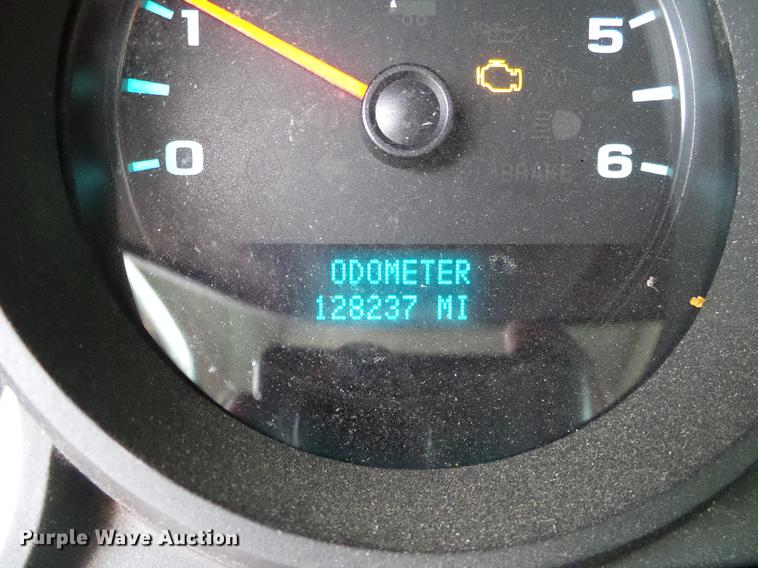 1
5
0
6
BRAKE
ODOMETER
128237 MI
Purple Wave Auction